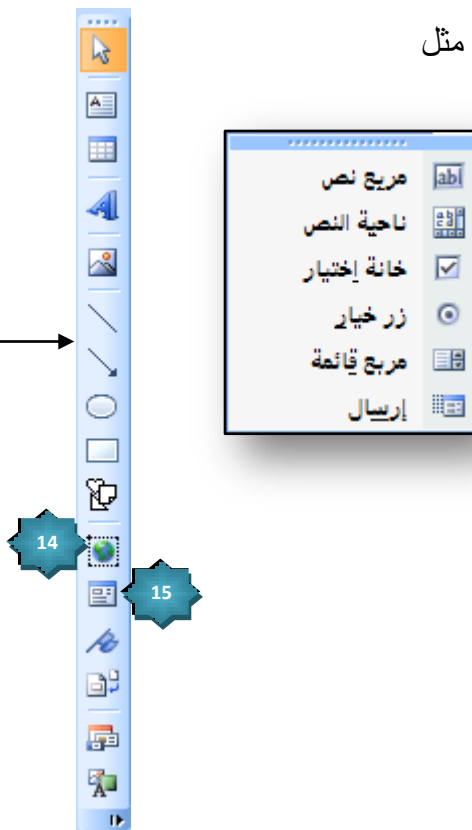 مثل
مربع نص
ناحية النص
خانة إختيار
زر خيار
مربع قائمة
إرسال
14
15